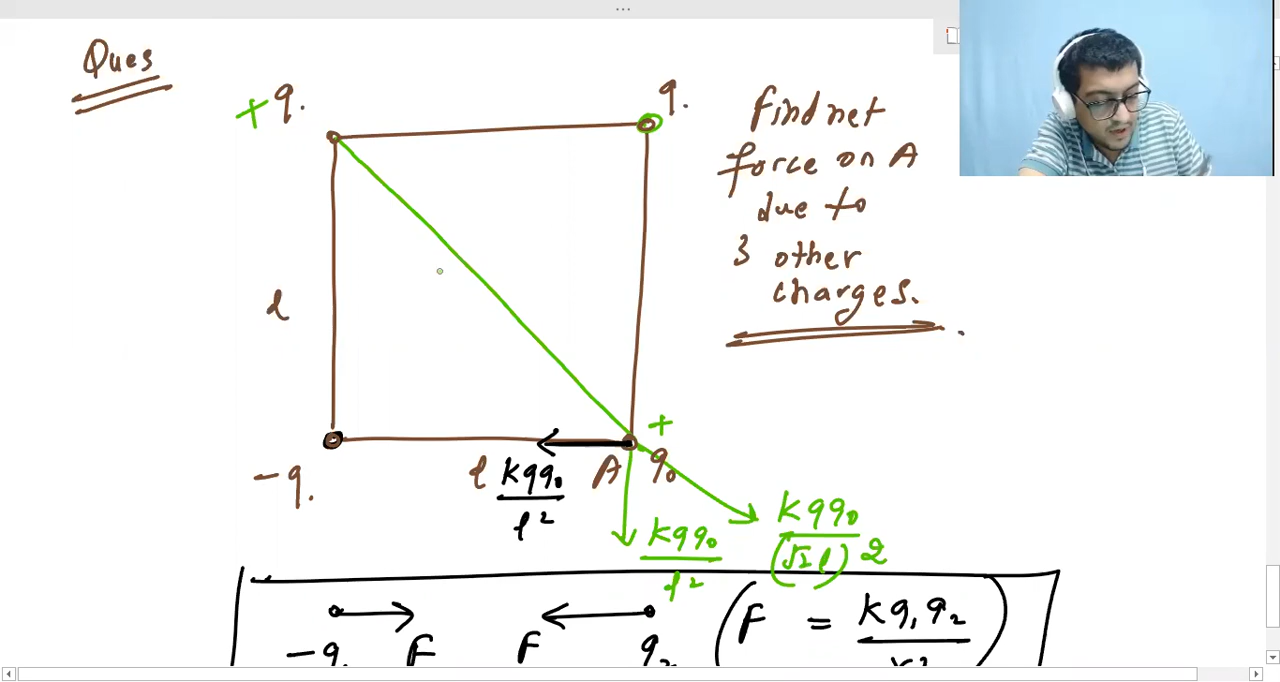 Ques
+ q.
q.
Find net
force on A
due to
3 other
charges.
l
+
- q.
l
A
q₀
kqq₀
l²
kqq₀
l²
kqq₀
(√2 l)2
-q
F
F
q₂
F = kq₁q₂